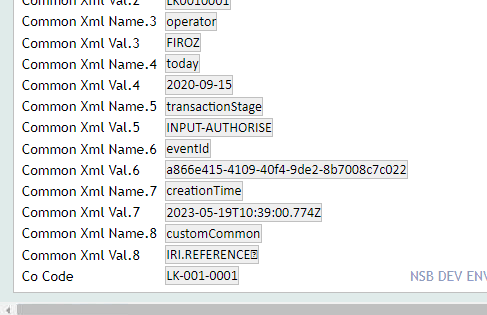 Common Xml Val.2 LK0010001
Common Xml Name.3 operator
Common Xml Val.3 FIROZ
Common Xml Name.4 today
Common Xml Val.4 2020-09-15
Common Xml Name.5 transactionStage
Common Xml Val.5 INPUT-AUTHORISE
Common Xml Name.6 eventId
Common Xml Val.6 a866e415-4109-40f4-9de2-8b7008c7c022
Common Xml Name.7 creationTime
Common Xml Val.7 2023-05-19T10:39:00.774Z
Common Xml Name.8 customCommon
Common Xml Val.8 IRI.REFERENCE
Co Code LK-001-0001 NSB DEV